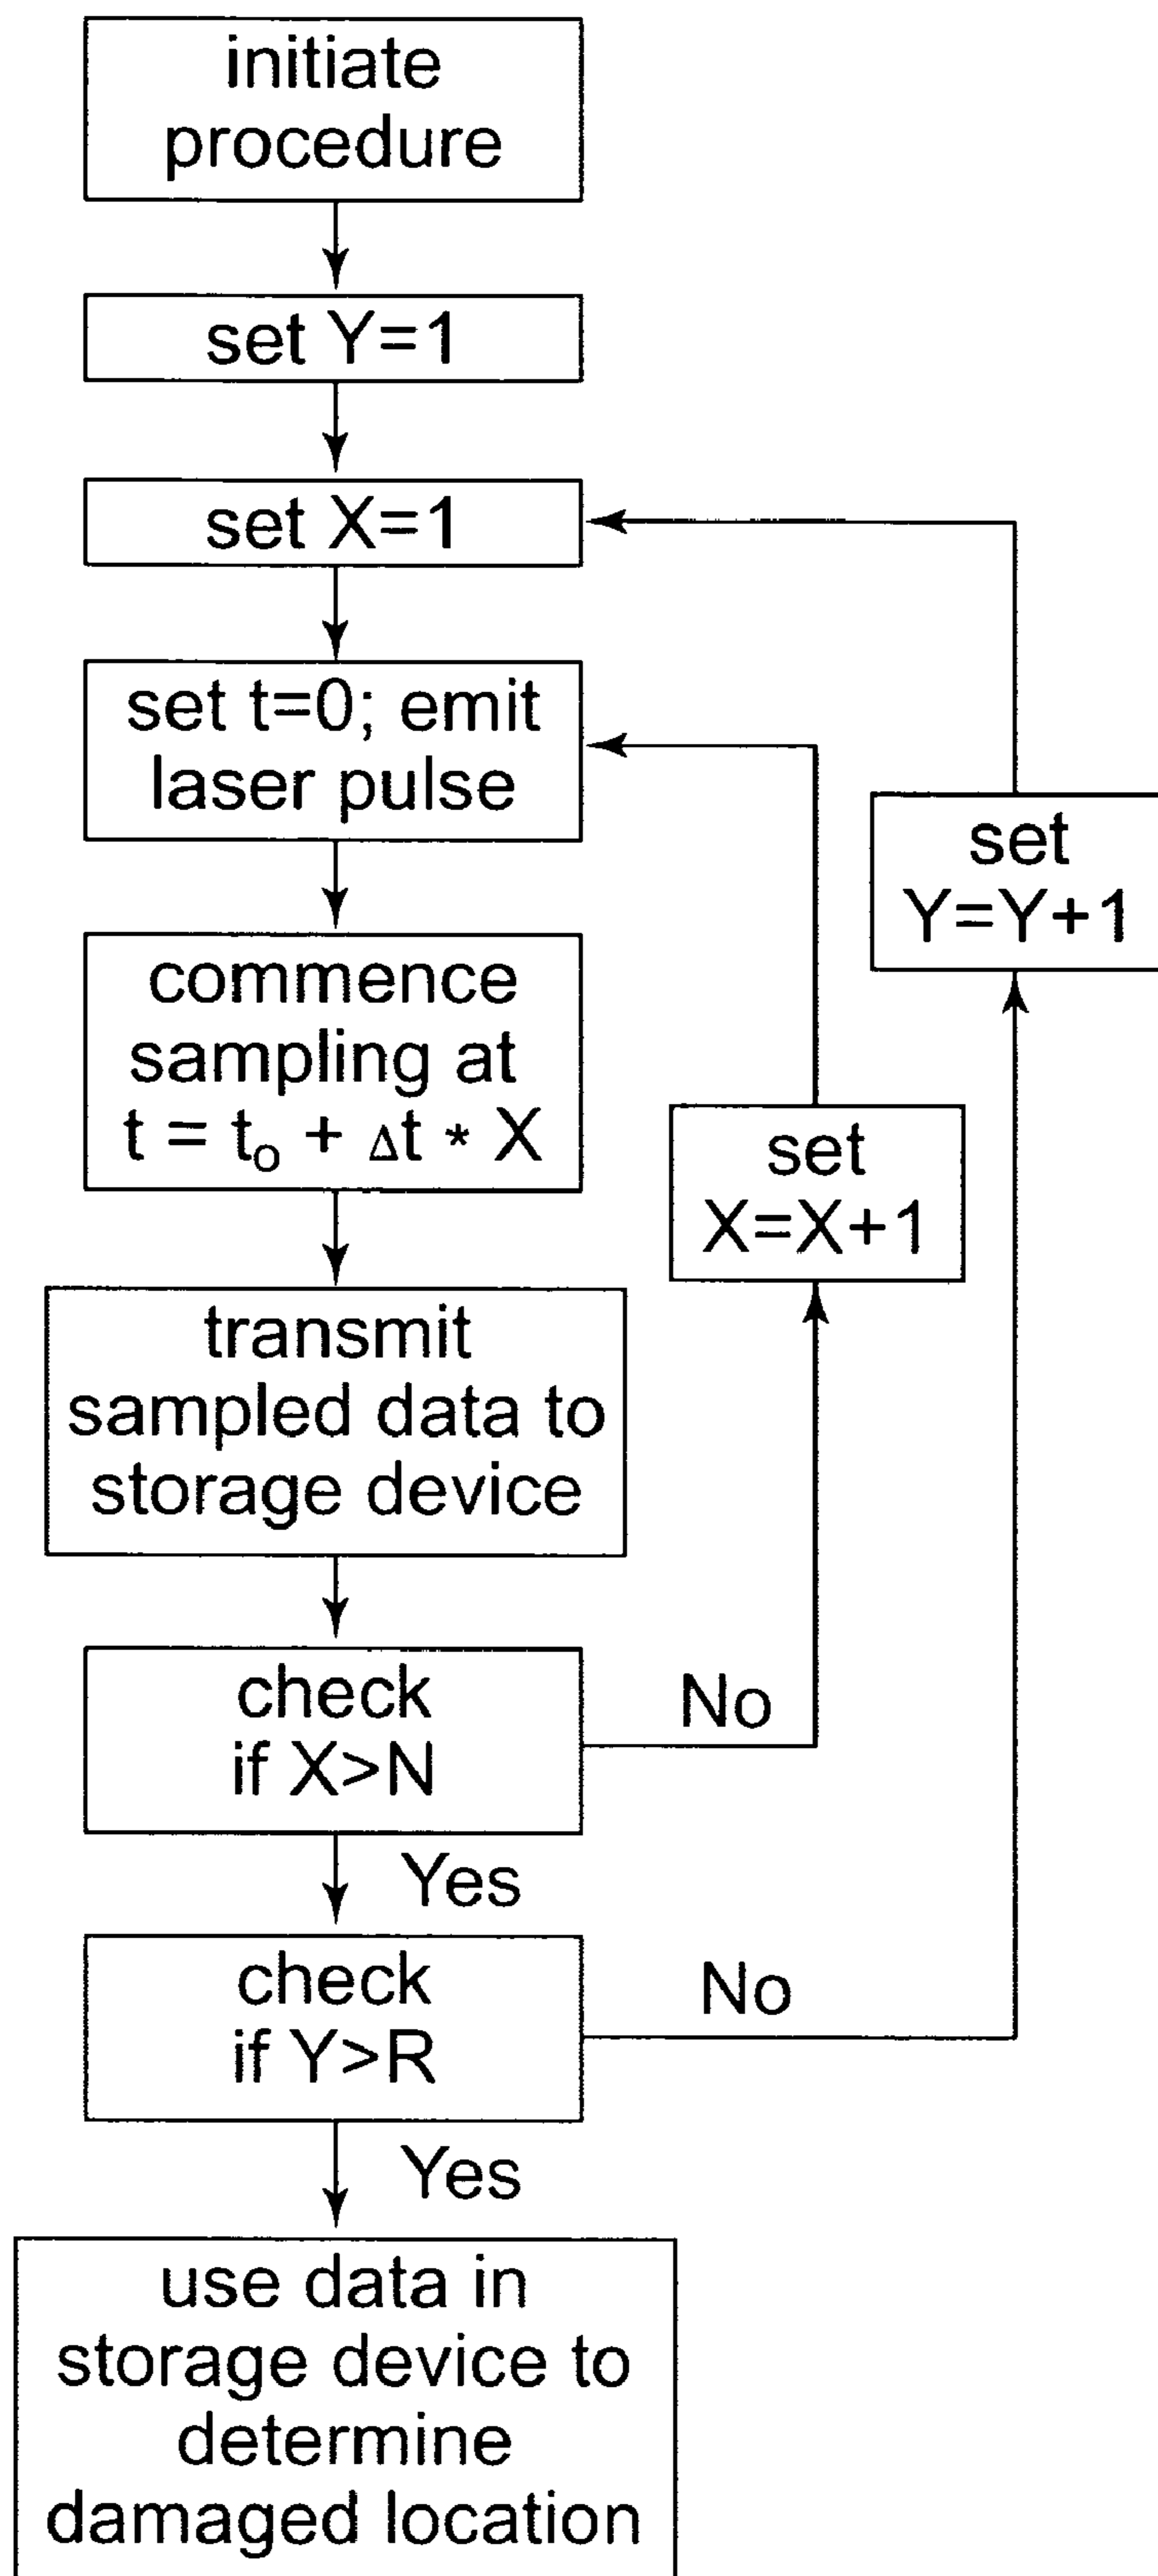 initiate
procedure
set Y=1
set X=1
set t=0; emit
laser pulse
set
Y=Y+1
commence
sampling at
t = to + Δt * X
set
X=X+1
transmit
sampled data to
storage device
check
if X>N
No
Yes
check
if Y>R
No
Yes
use data in
storage device to
determine
damaged location